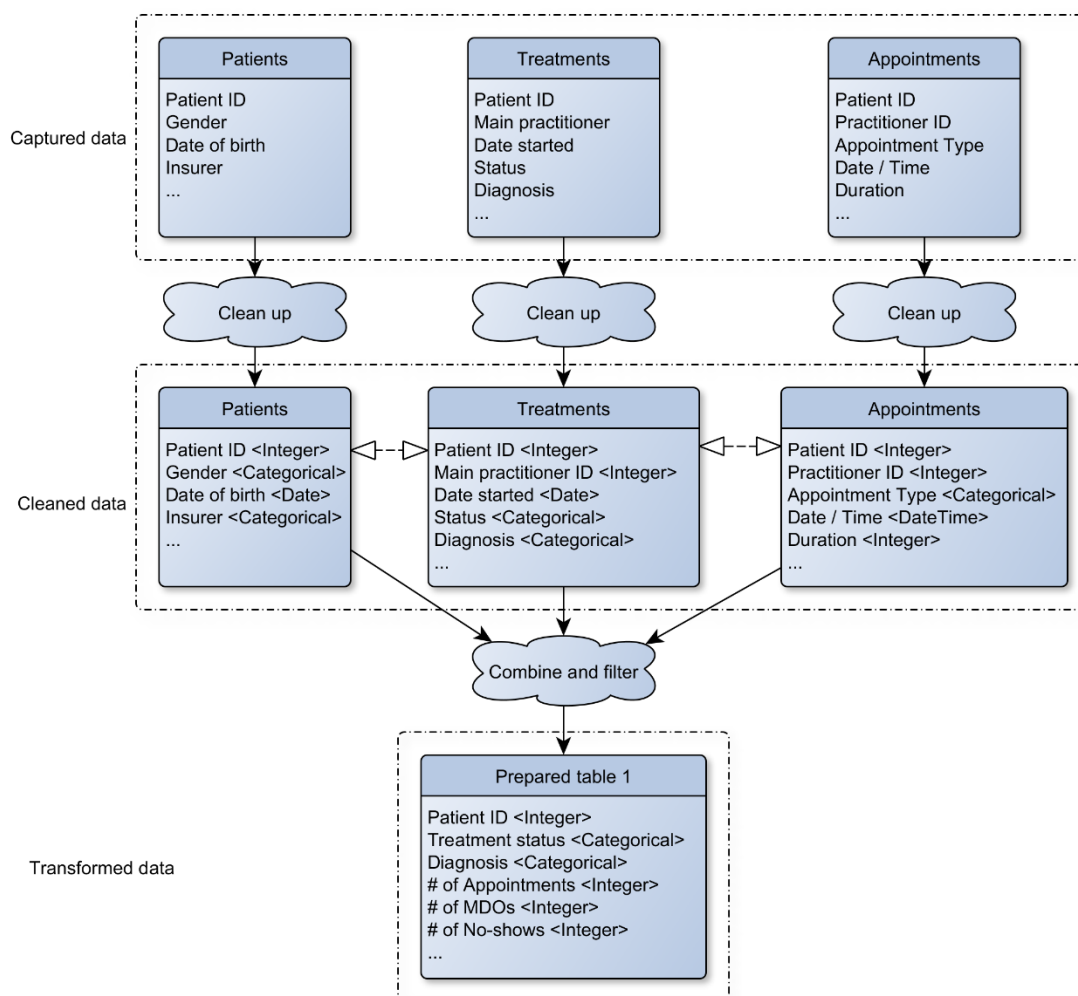 Captured data
Patients
Patient ID
Gender
Date of birth
Insurer
...
Treatments
Patient ID
Main practitioner
Date started
Status
Diagnosis
...
Appointments
Patient ID
Practitioner ID
Appointment Type
Date / Time
Duration
...
Clean up
Clean up
Clean up
Cleaned data
Patients
Patient ID <Integer>
Gender <Categorical>
Date of birth <Date>
Insurer <Categorical>
...
Treatments
Patient ID <Integer>
Main practitioner ID <Integer>
Date started <Date>
Status <Categorical>
Diagnosis <Categorical>
...
Appointments
Patient ID <Integer>
Practitioner ID <Integer>
Appointment Type <Categorical>
Date / Time <DateTime>
Duration <Integer>
...
Combine and filter
Transformed data
Prepared table 1
Patient ID <Integer>
Treatment status <Categorical>
Diagnosis <Categorical>
# of Appointments <Integer>
# of MDOs <Integer>
# of No-shows <Integer>
...